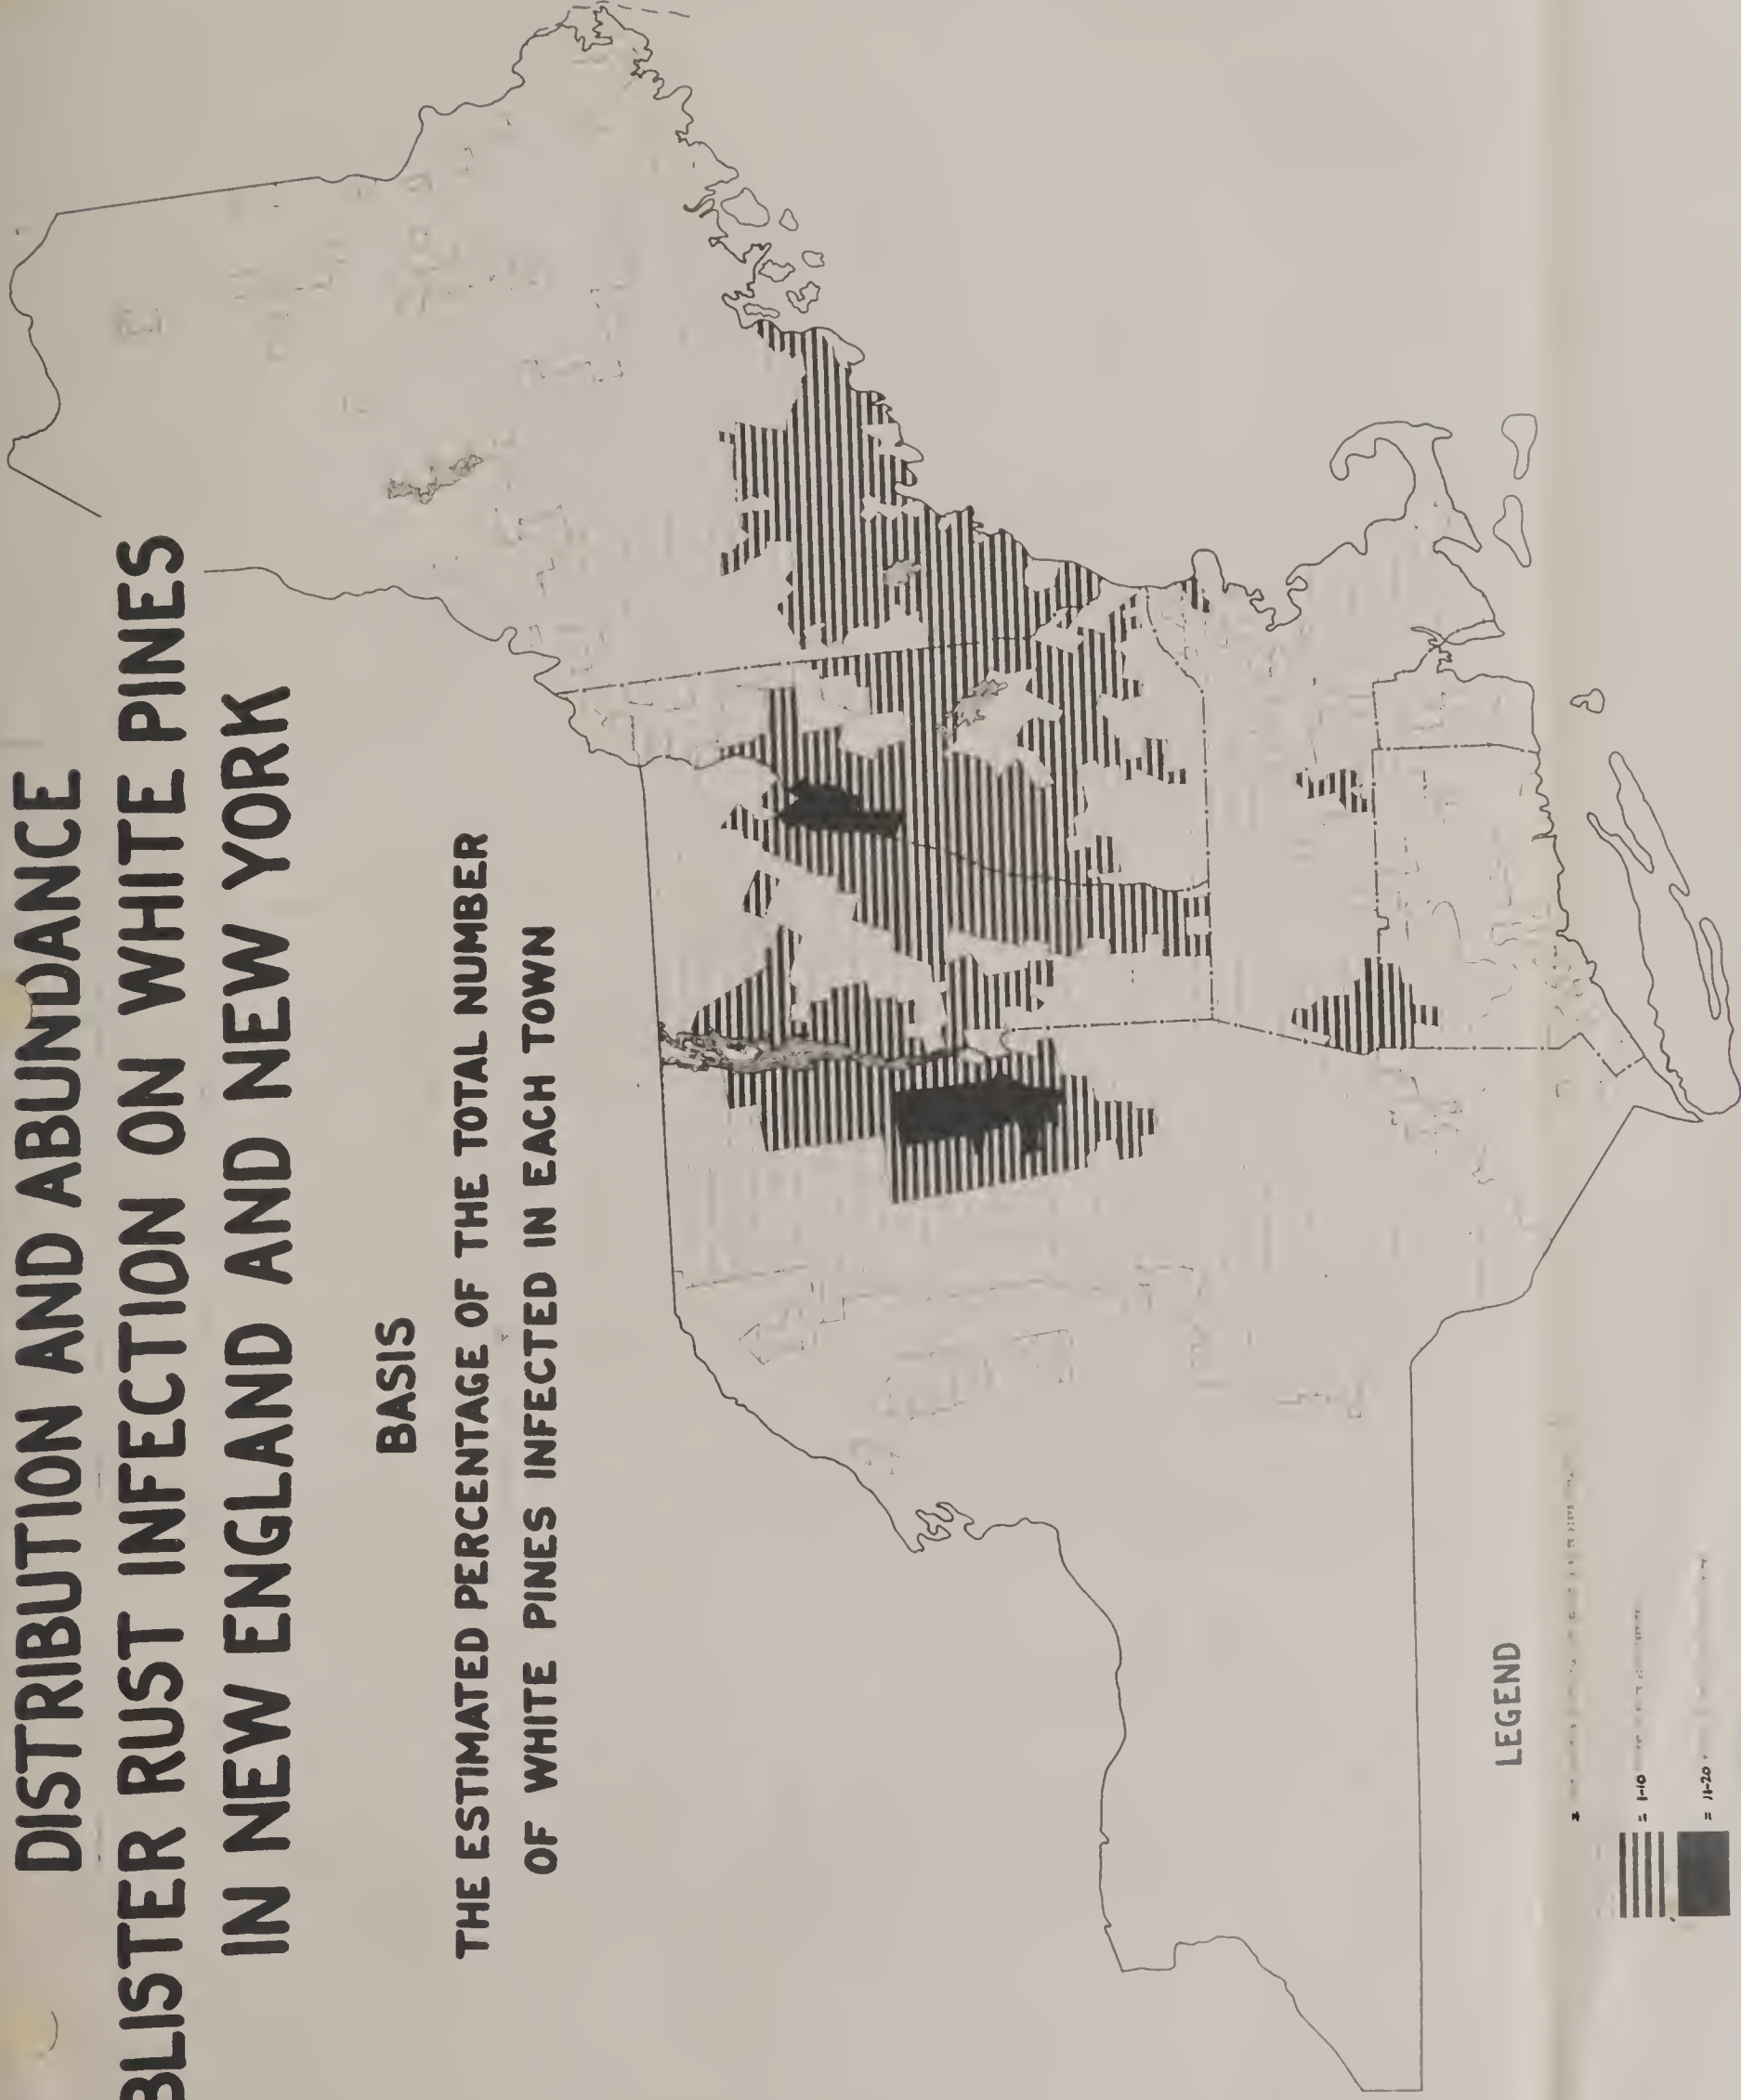 DISTRIBUTION AND ABUNDANCE
BLISTER RUST INFECTION ON WHITE PINES
IN NEW ENGLAND AND NEW YORK
BASIS
THE ESTIMATED PERCENTAGE OF THE TOTAL NUMBER
OF WHITE PINES INFECTED IN EACH TOWN
LEGEND
=
= 1-10
= 11-20